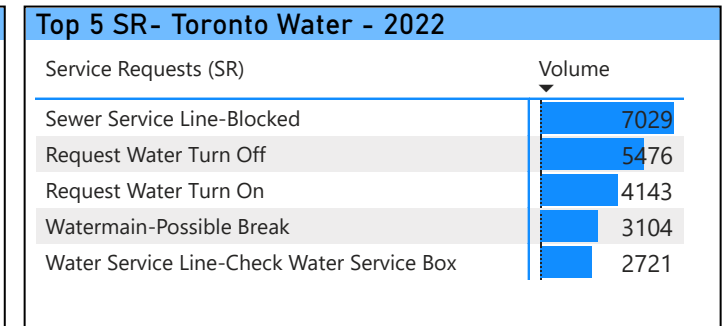 Top 5 SR- Toronto Water - 2022
Service Requests (SR) Volume
Sewer Service Line-Blocked 7029
Request Water Turn Off 5476
Request Water Turn On 4143
Watermain-Possible Break 3104
Water Service Line-Check Water Service Box 2721